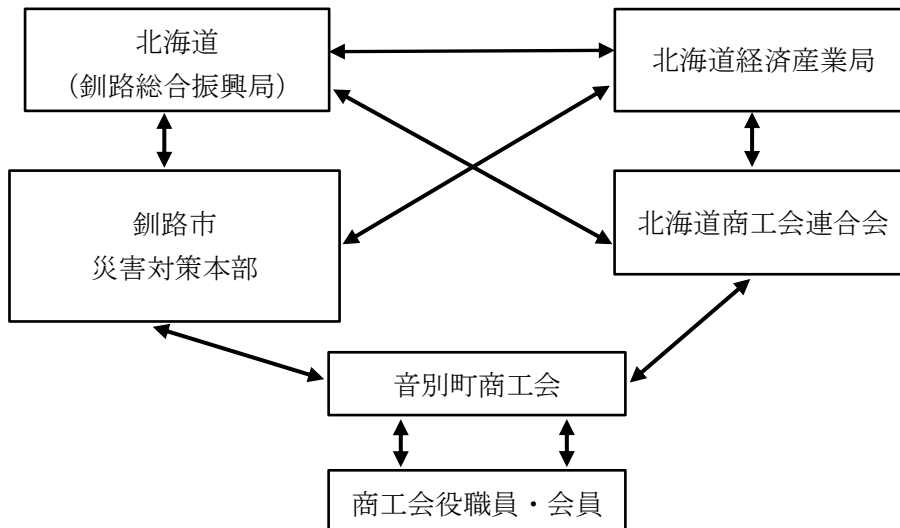 北海道
(釧路総合振興局)
北海道経済産業局
釧路市
災害対策本部
北海道商工会連合会
音別町商工会
商工会役職員・会員